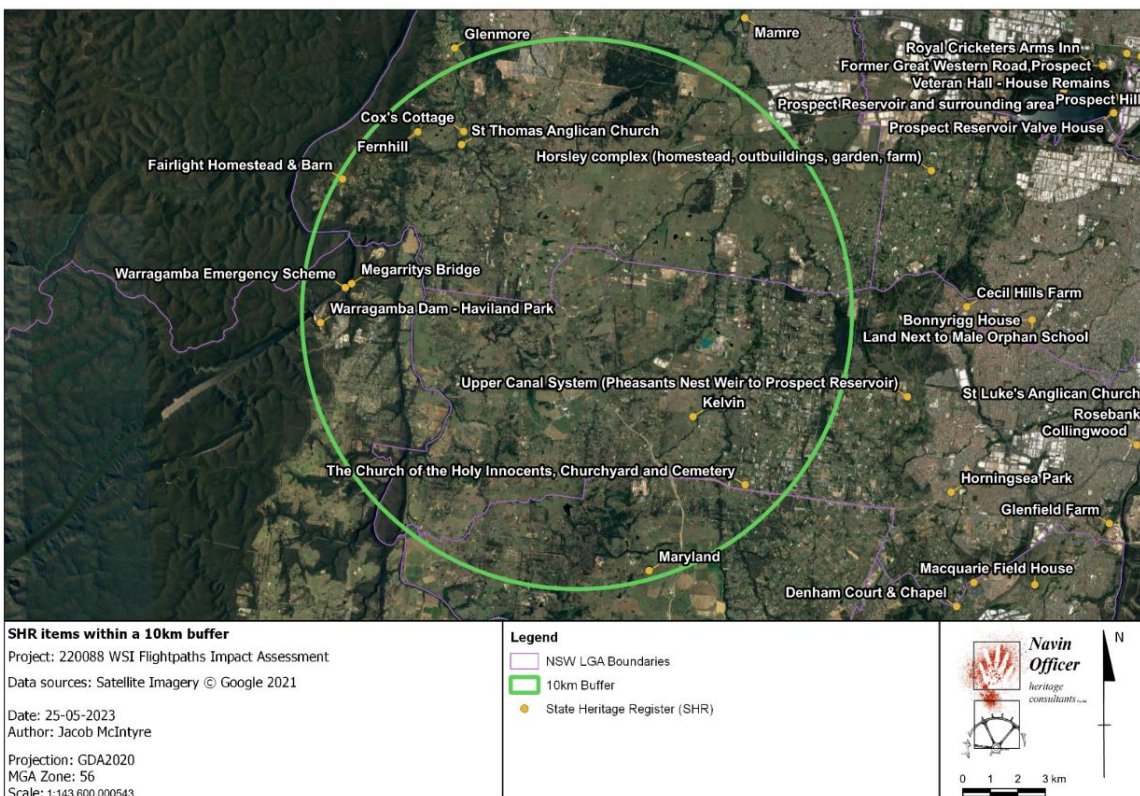 Glenmore
Mamre
Royal Cricketers Arms Inn
Former Great Western Road,Prospect
Veteran Hall - House Remains
Prospect Reservoir and surrounding area
Prospect Hill
Cox's Cottage
St Thomas Anglican Church
Prospect Reservoir Valve House
Fernhill
Horsley complex (homestead, outbuildings, garden, farm)
Fairlight Homestead & Barn
Warragamba Emergency Scheme
Megarritys Bridge
Cecil Hills Farm
Warragamba Dam - Haviland Park
Bonnyrigg House
Land Next to Male Orphan School
Upper Canal System (Pheasants Nest Weir to Prospect Reservoir)
St Luke's Anglican Church
Kelvin
Rosebank
Collingwood
The Church of the Holy Innocents, Churchyard and Cemetery
Horningsea Park
Glenfield Farm
Maryland
Macquarie Field House
Denham Court & Chapel
SHR items within a 10km buffer
Project: 220088 WSI Flightpaths Impact Assessment
Data sources: Satellite Imagery © Google 2021
Date: 25-05-2023
Author: Jacob McIntyre
Projection: GDA2020
MGA Zone: 56
Scale: 1:143,600.000543
Legend
NSW LGA Boundaries
10km Buffer
State Heritage Register (SHR)
Navin
Officer
heritage
consultants
N
0 1 2 3 km